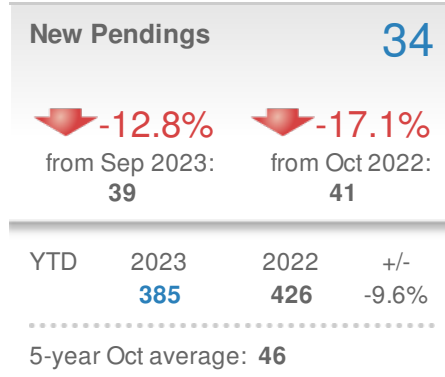 New Pendings 34
-12.8% -17.1%
from Sep 2023: from Oct 2022:
39 41
YTD 2023 2022 +/-
385 426 -9.6%
5-year Oct average: 46